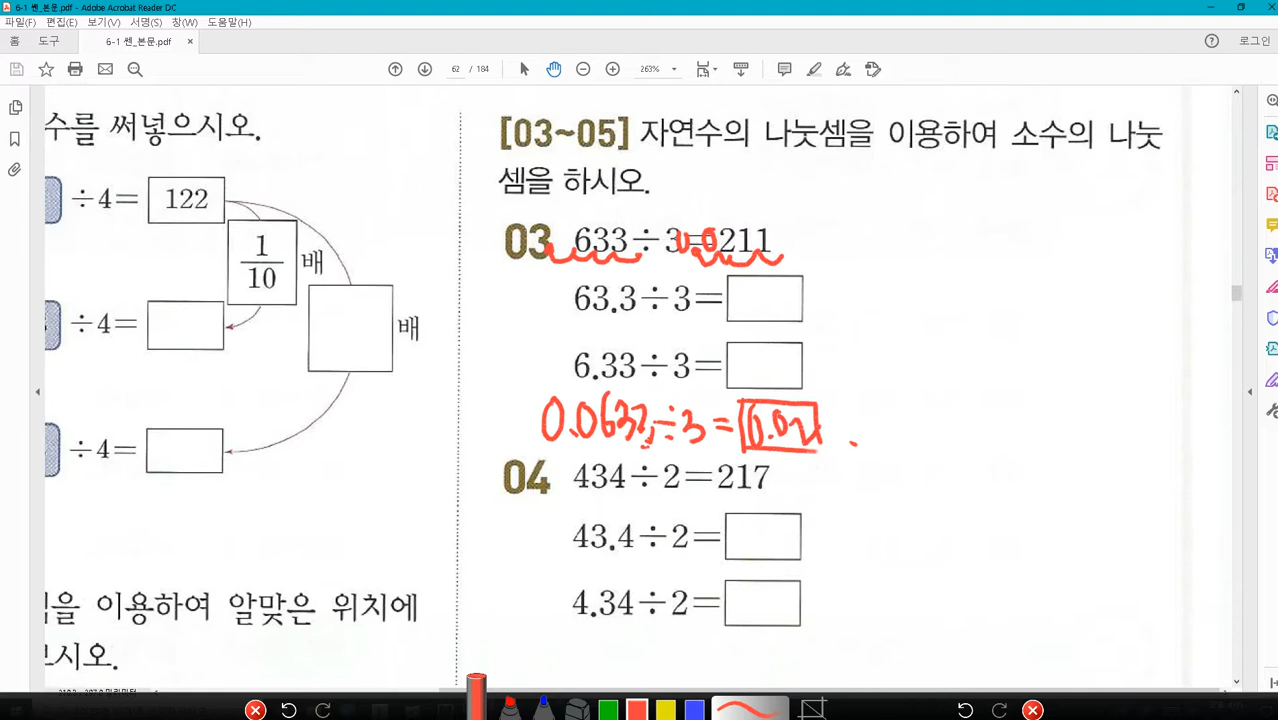 6-1 쎈_본문.pdf - Adobe Acrobat Reader DC
파일(F) 편집(E) 보기(V) 서명(S) 창(W) 도움말(H)
홈 도구 6-1 쎈_본문.pdf × 로그인
62 / 184 263%
수를 써넣으시오.
÷4= 122
1/10 배
배
÷4=
÷4=
을 이용하여 알맞은 위치에
시오.
[03~05] 자연수의 나눗셈을 이용하여 소수의 나눗
셈을 하시오.
03 633÷3=211
0.0
63.3÷3=
6.33÷3=
÷3=
04 434÷2=217
43.4÷2=
4.34÷2=